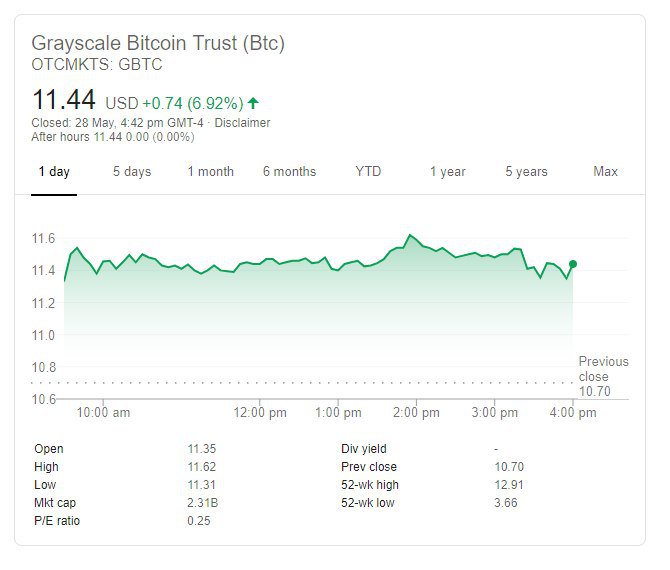 Grayscale Bitcoin Trust (Btc)
OTCMKTS: GBTC
11.44 USD +0.74 (6.92%) ↑
Closed: 28 May, 4:42 pm GMT-4 · Disclaimer
After hours 11.44 0.00 (0.00%)
1 day 5 days 1 month 6 months YTD 1 year 5 years Max
11.6
11.4
11.2
11.0
10.8
10.6
Previous
close
10.70
10:00 am 12:00 pm 1:00 pm 2:00 pm 3:00 pm 4:00 pm
Open 11.35 Div yield -
High 11.62 Prev close 10.70
Low 11.31 52-wk high 12.91
Mkt cap 2.31B 52-wk low 3.66
P/E ratio 0.25